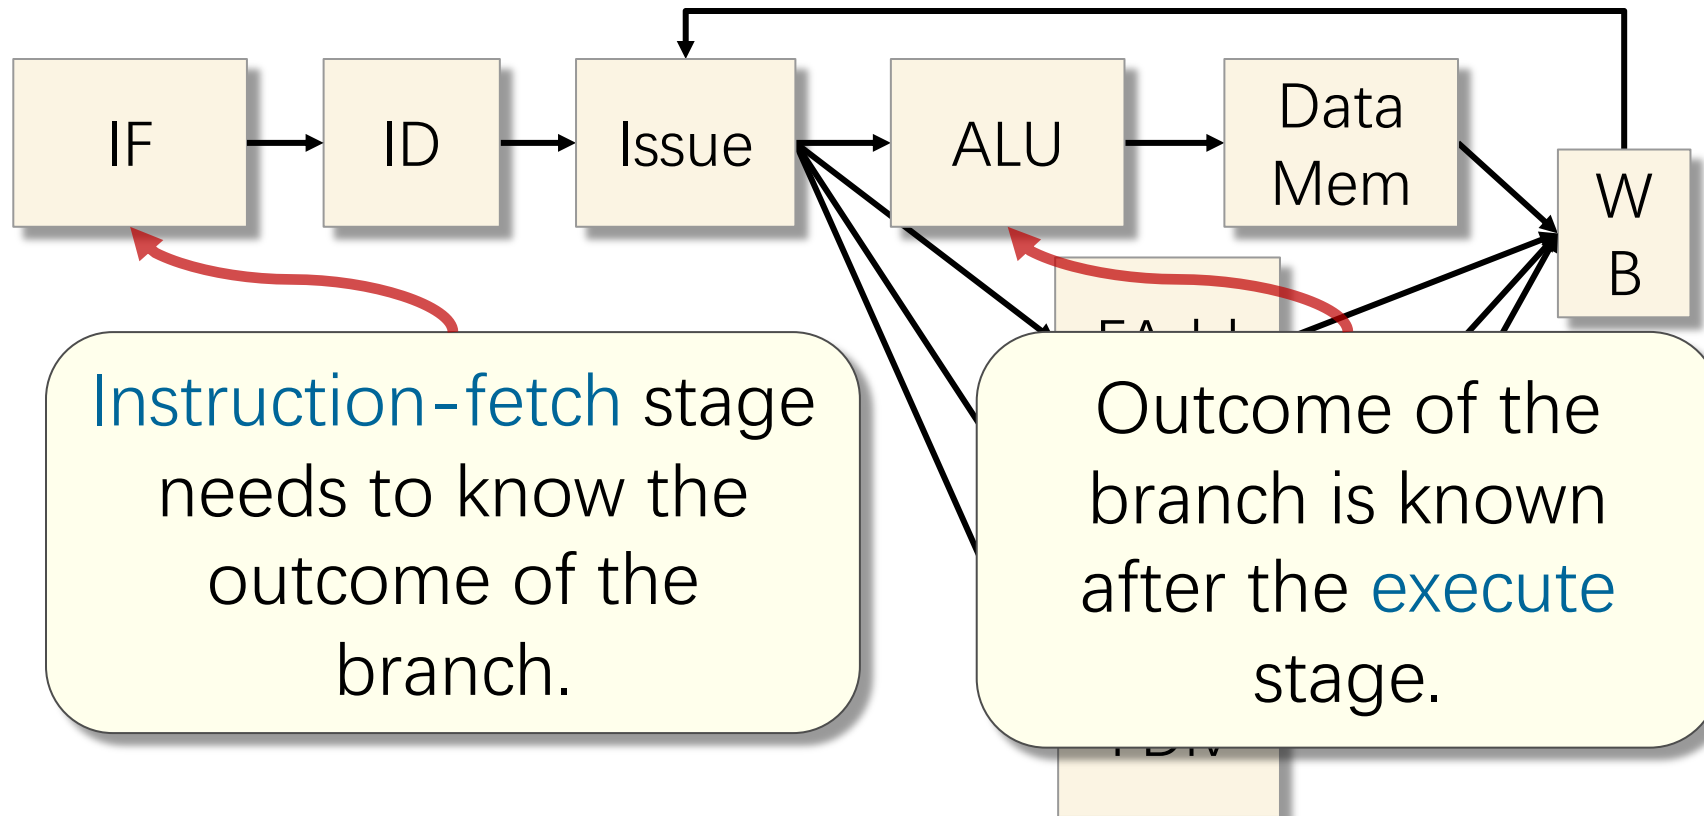 IF
ID
Issue
ALU
Data
Mem
W
B
Instruction-fetch stage
needs to know the
outcome of the
branch.
Outcome of the
branch is known
after the execute
stage.